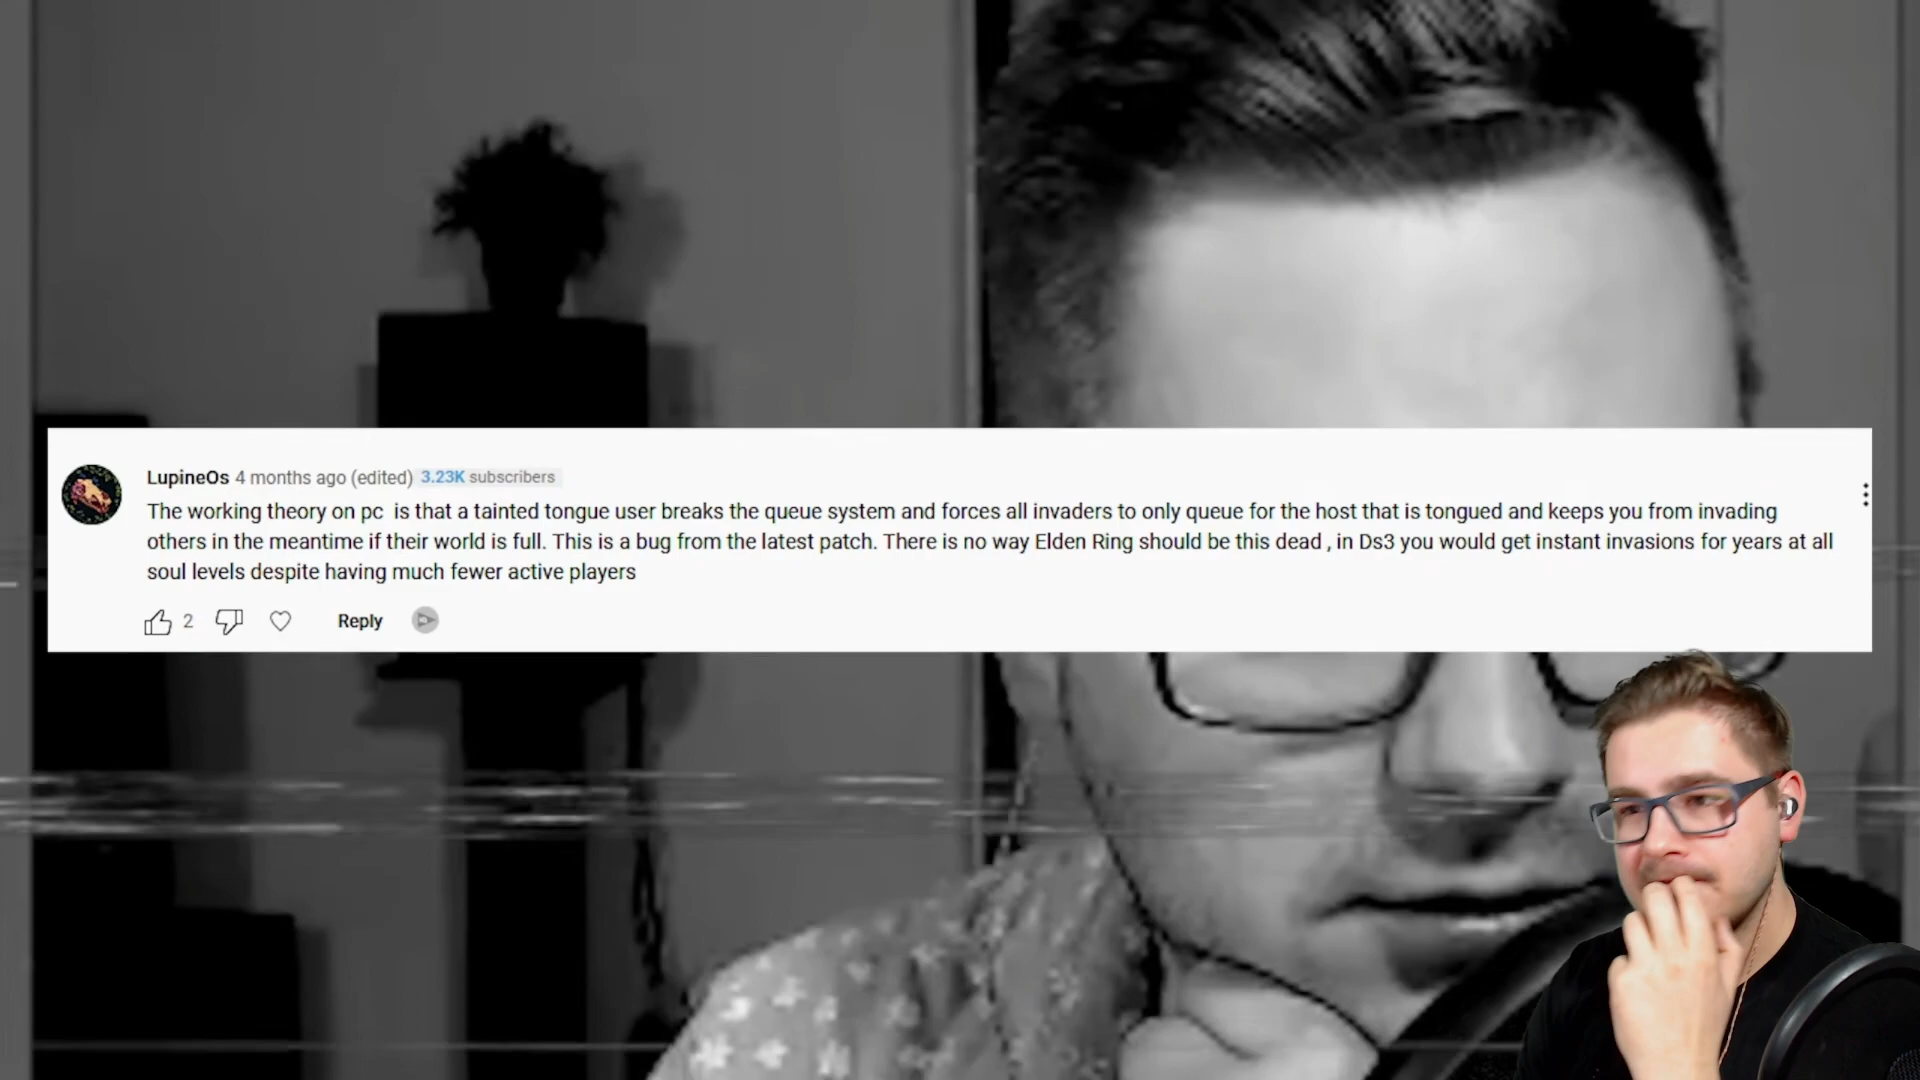 LupineOs 4 months ago (edited) 3.23K subscribers
The working theory on pc is that a tainted tongue user breaks the queue system and forces all invaders to only queue for the host that is tongued and keeps you from invading
others in the meantime if their world is full. This is a bug from the latest patch. There is no way Elden Ring should be this dead , in Ds3 you would get instant invasions for years at all
soul levels despite having much fewer active players
2 Reply